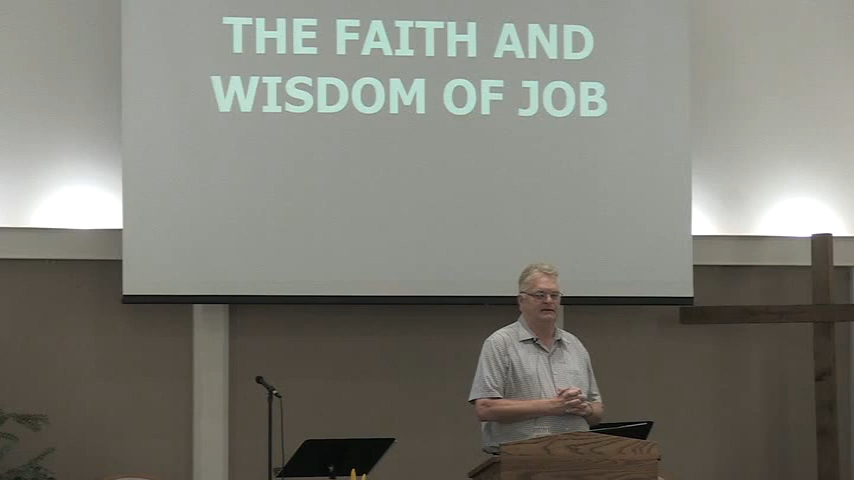 THE FAITH AND
WISDOM OF JOB